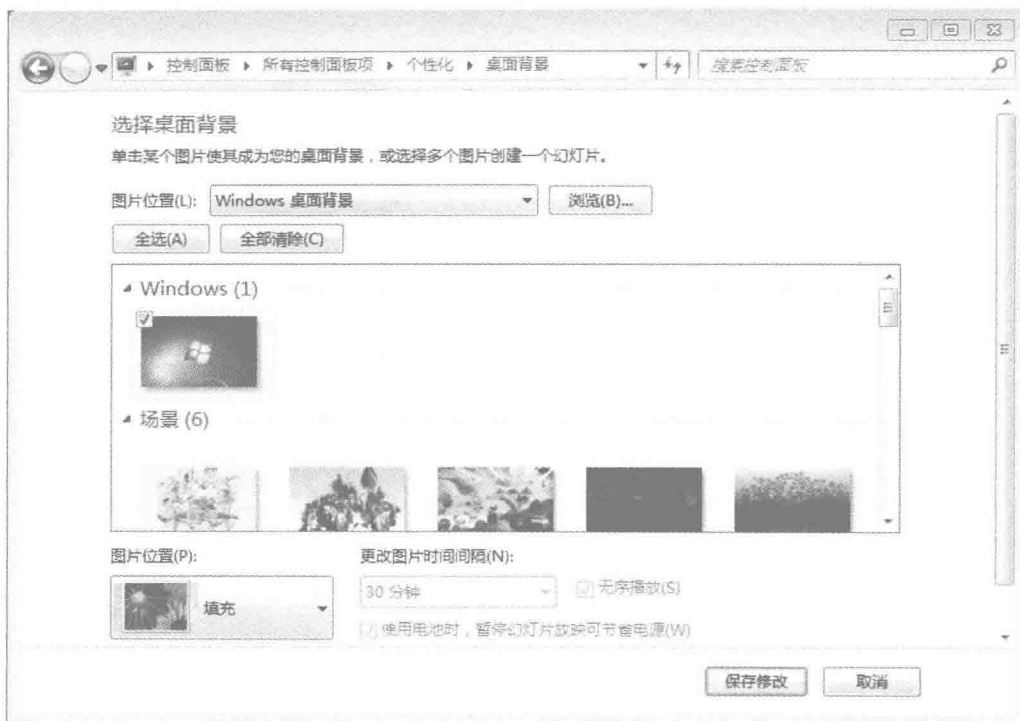 控制面板 所有控制面板项 个性化 桌面背景 搜索控制面板
选择桌面背景
单击某个图片使其成为您的桌面背景，或选择多个图片创建一个幻灯片。
图片位置(L): Windows 桌面背景 浏览(B)...
全选(A) 全部清除(C)
Windows (1)
场景 (6)
图片位置(P): 更改图片时间间隔(N):
填充 30 分钟 无序播放(S)
使用电池时，暂停幻灯片放映可节省电源(W)
保存修改 取消